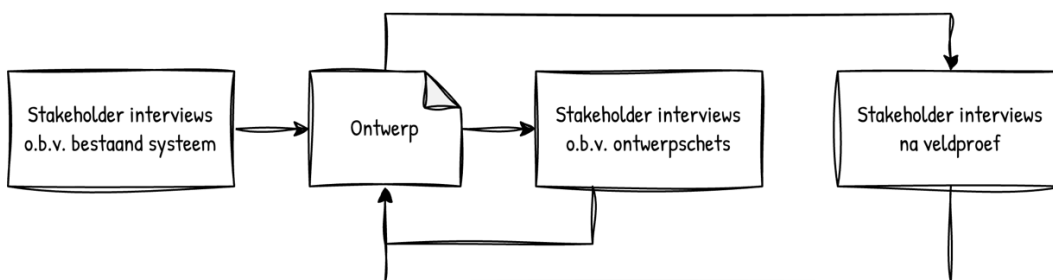 Stakeholder interviews
o.b.v. bestaand systeem
Ontwerp
Stakeholder interviews
o.b.v. ontwerpschets
Stakeholder interviews
na veldproef